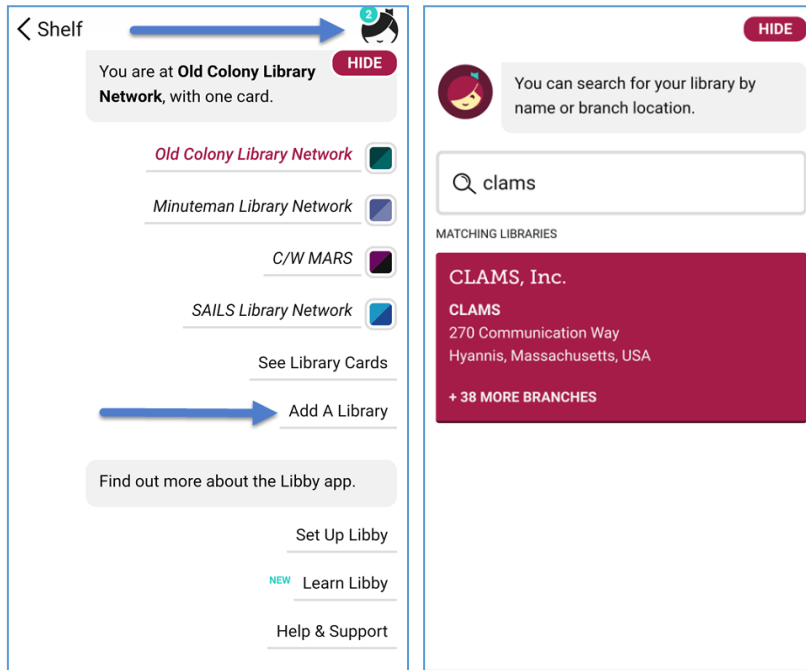 Shelf
2
HIDE
You are at Old Colony Library
Network, with one card.
Old Colony Library Network
Minuteman Library Network
C/W MARS
SAILS Library Network
See Library Cards
Add A Library
Find out more about the Libby app.
Set Up Libby
NEW Learn Libby
Help & Support
HIDE
You can search for your library by
name or branch location.
clams
MATCHING LIBRARIES
CLAMS, Inc.
CLAMS
270 Communication Way
Hyannis, Massachusetts, USA
+ 38 MORE BRANCHES